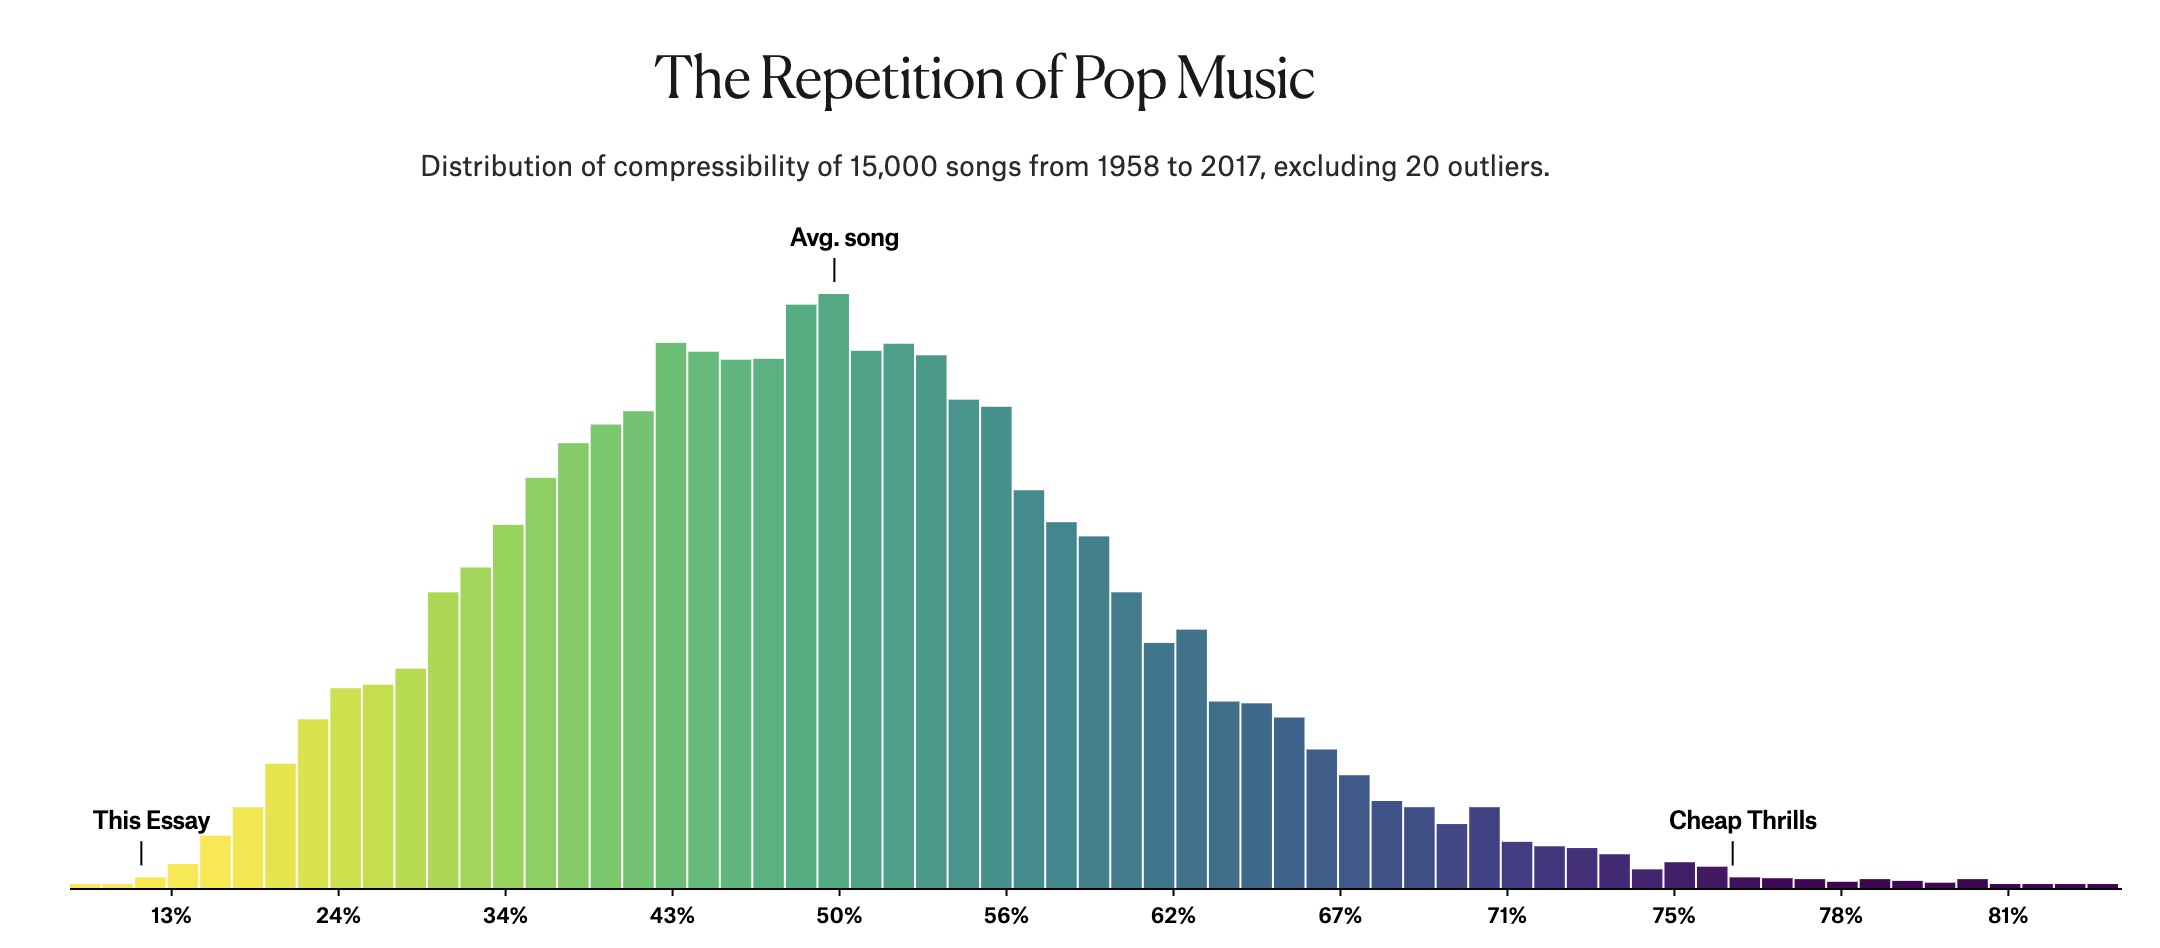 The Repetition of Pop Music
Distribution of compressibility of 15,000 songs from 1958 to 2017, excluding 20 outliers.
Avg. song
This Essay
Cheap Thrills
13% 24% 34% 43% 50% 56% 62% 67% 71% 75% 78% 81%